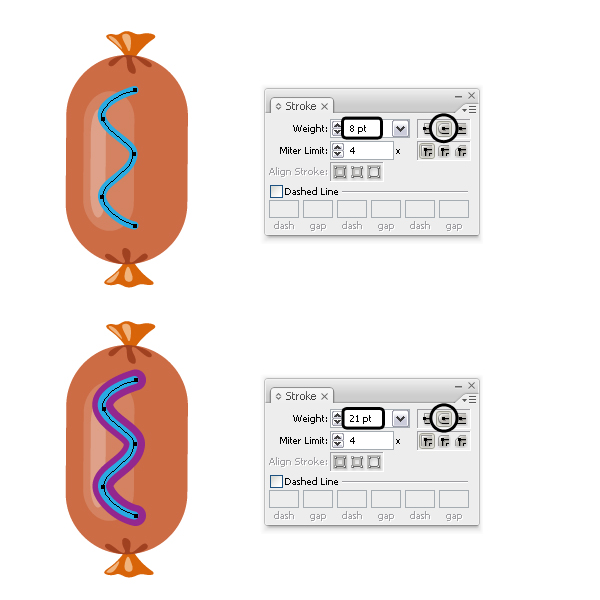 Stroke
Weight: 8 pt
Miter Limit: 4 x
Align Stroke:
Dashed Line
dash gap dash gap dash gap
Stroke
Weight: 21 pt
Miter Limit: 4 x
Align Stroke:
Dashed Line
dash gap dash gap dash gap